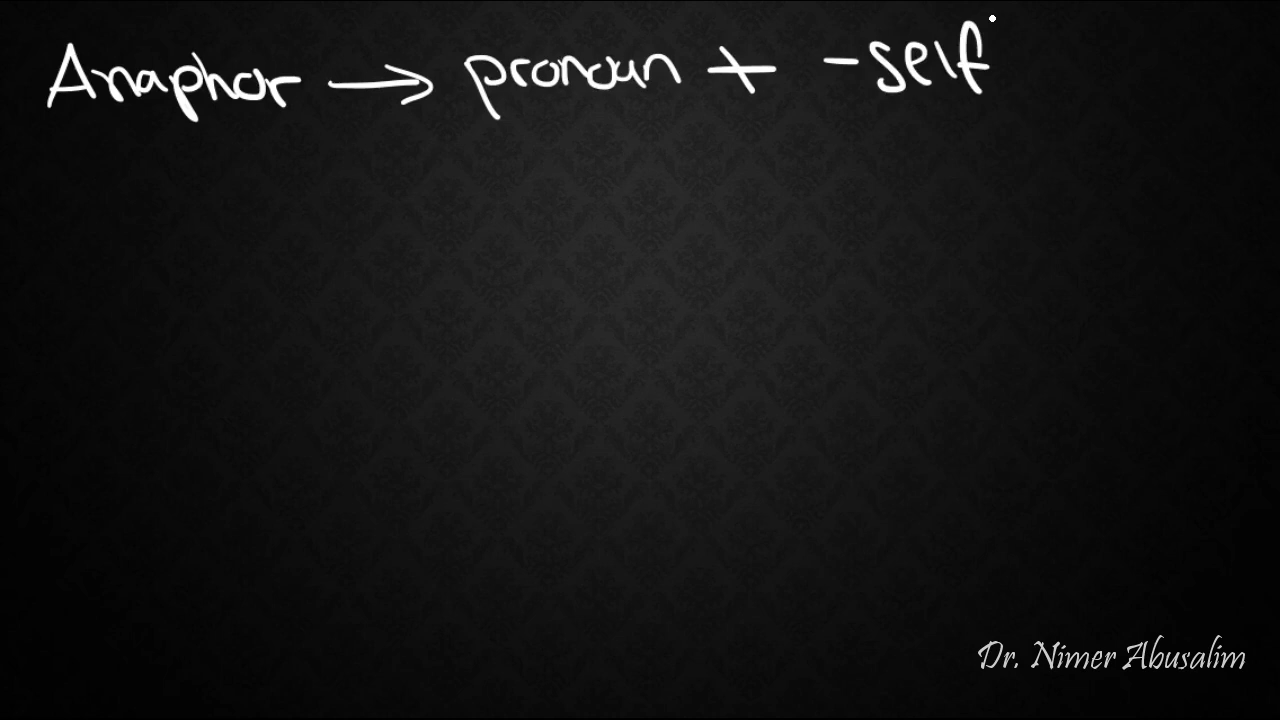 Anaphor → pronoun + -self
Dr. Nimer Abusalim